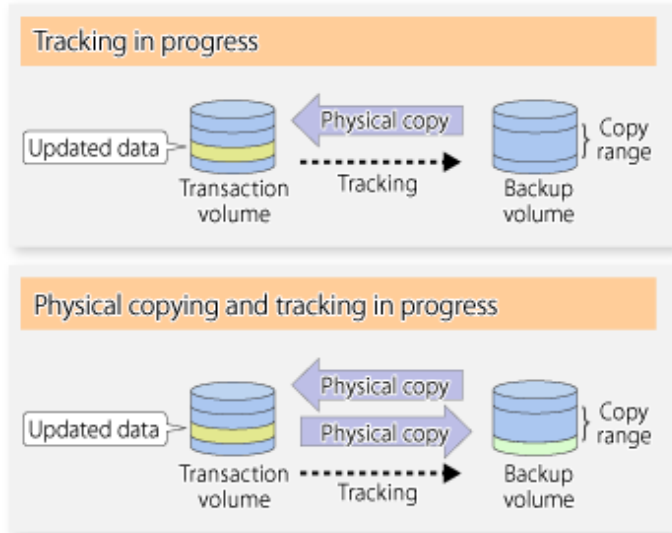 Tracking in progress
Physical copy
Updated data
Copy
range
Tracking
Transaction
volume
Backup
volume
Physical copying and tracking in progress
Physical copy
Updated data
Physical copy
Copy
range
Tracking
Transaction
volume
Backup
volume